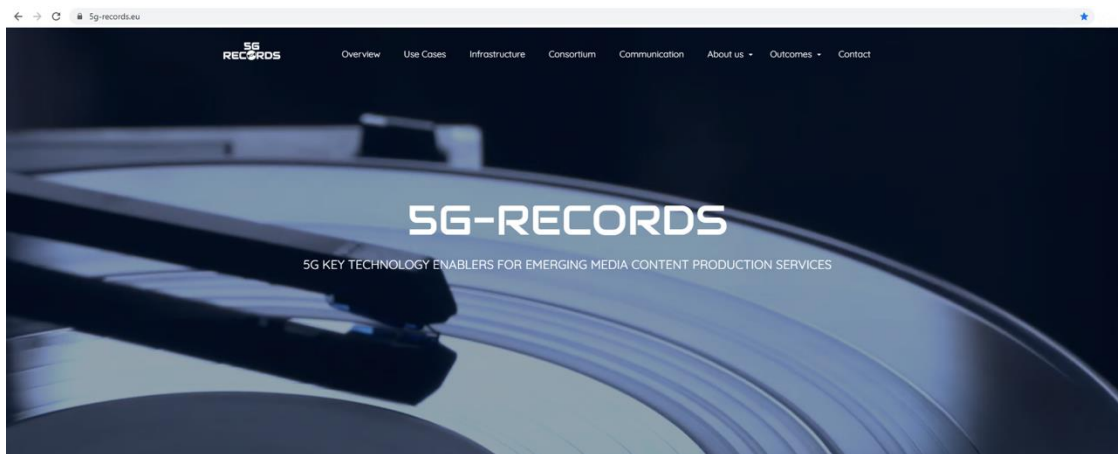 5g-records.eu
5G
RECORDS
Overview Use Cases Infrastructure Consortium Communication About us Outcomes Contact
5G-RECORDS
5G KEY TECHNOLOGY ENABLERS FOR EMERGING MEDIA CONTENT PRODUCTION SERVICES